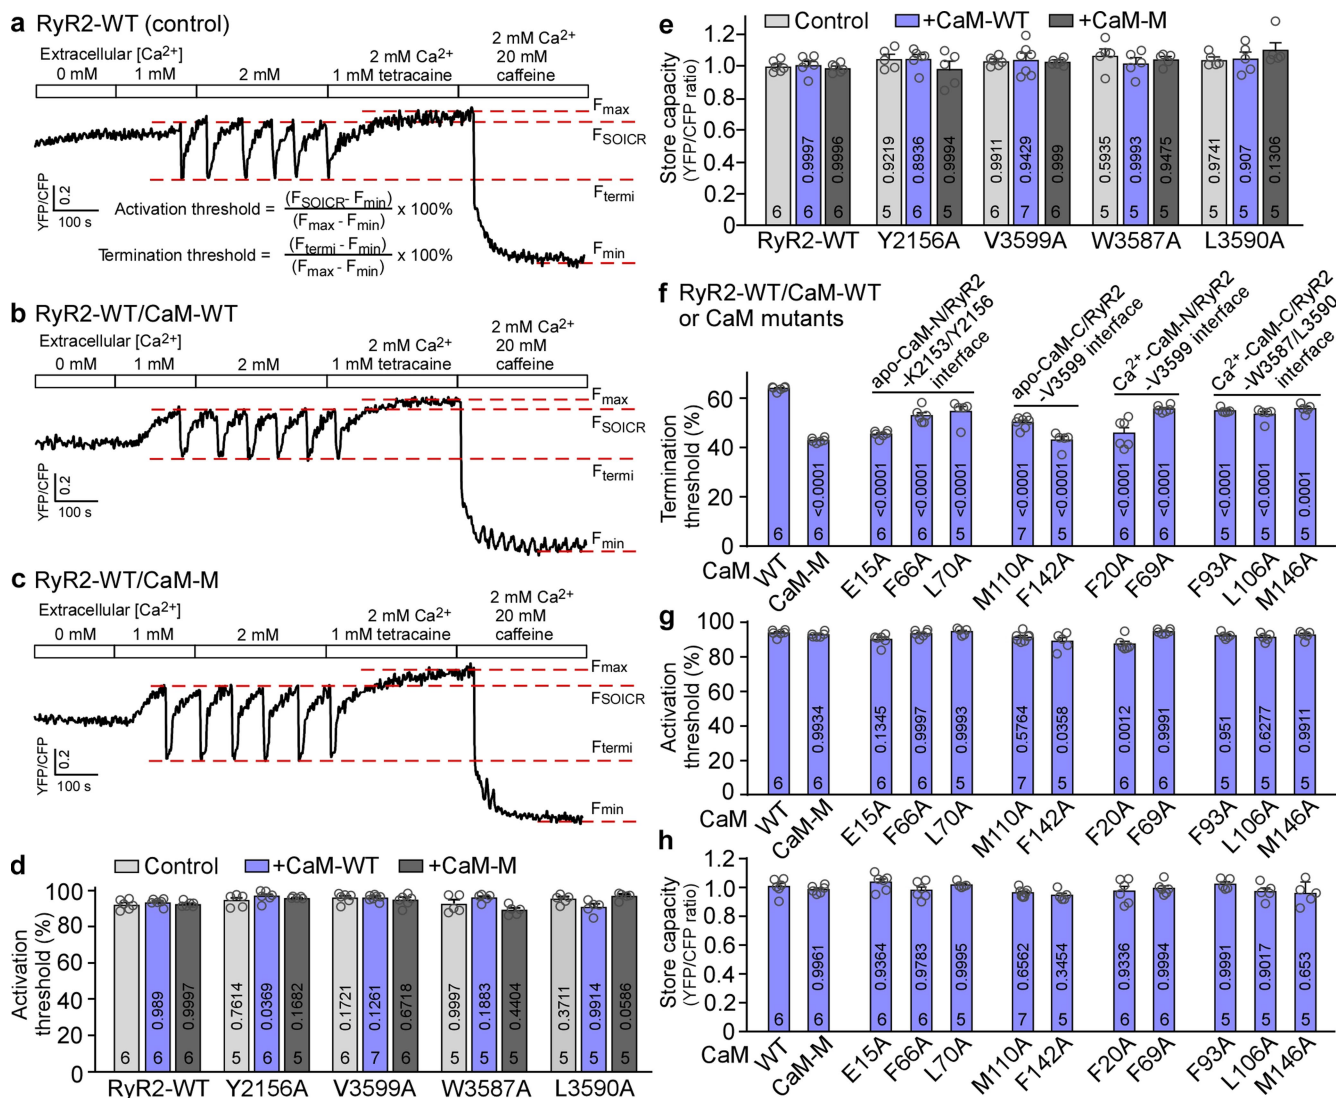 a RyR2-WT (control)
Extracellular [Ca2+]
0 mM 1 mM 2 mM
2 mM Ca2+
1 mM tetracaine
2 mM Ca2+
20 mM
caffeine
Fmax
FSOICR
Ftermi
Fmin
YFP/CFP
0.2
100 s
Activation threshold = (FSOICR- Fmin) / (Fmax - Fmin) x 100%
Termination threshold = (Ftermi - Fmin) / (Fmax - Fmin) x 100%
b RyR2-WT/CaM-WT
Extracellular [Ca2+]
0 mM 1 mM 2 mM
2 mM Ca2+
1 mM tetracaine
2 mM Ca2+
20 mM
caffeine
Fmax
FSOICR
Ftermi
Fmin
YFP/CFP
0.2
100 s
c RyR2-WT/CaM-M
Extracellular [Ca2+]
0 mM 1 mM 2 mM
2 mM Ca2+
1 mM tetracaine
2 mM Ca2+
20 mM
caffeine
Fmax
FSOICR
Ftermi
Fmin
YFP/CFP
0.2
100 s
d Control +CaM-WT +CaM-M
Activation
threshold (%)
100
80
60
40
20
0
0.989 0.9997 0.7614 0.0369 0.1682 0.1721 0.1261 0.6718 0.9997 0.1883 0.4404 0.3711 0.9914 0.0586
6 6 6 5 6 5 6 7 6 5 5 5 5 5 5
RyR2-WT Y2156A V3599A W3587A L3590A
e Control +CaM-WT +CaM-M
Store capacity
(YFP/CFP ratio)
1.2
1.0
0.8
0.6
0.4
0.2
0
0.9997 0.9996 0.9219 0.8936 0.9994 0.9911 0.9429 0.999 0.5935 0.9993 0.9475 0.9741 0.907 0.1306
6 6 6 5 6 5 6 7 6 5 5 5 5 5 5
RyR2-WT Y2156A V3599A W3587A L3590A
f RyR2-WT/CaM-WT
or CaM mutants
apo-CaM-N/RyR2
-K2153/Y2156
interface
apo-CaM-C/RyR2
-V3599 interface
Ca2+-CaM-N/RyR2
-V3599 interface
Ca2+-CaM-C/RyR2
-W3587/L3590
interface
Termination
threshold (%)
60
40
20
0
<0.0001 <0.0001 <0.0001 <0.0001 <0.0001 <0.0001 <0.0001 <0.0001 <0.0001 <0.0001 0.0001
6 6 6 6 5 7 5 6 6 5 5 5
CaM WT CaM-M E15A F66A L70A M110A F142A F20A F69A F93A L106A M146A
g
Activation
threshold (%)
100
80
60
40
20
0
0.9934 0.1345 0.9997 0.9993 0.5764 0.0358 0.0012 0.9991 0.951 0.6277 0.9911
6 6 6 6 5 7 5 6 6 5 5 5
CaM WT CaM-M E15A F66A L70A M110A F142A F20A F69A F93A L106A M146A
h
Store capacity
(YFP/CFP ratio)
1.2
1.0
0.8
0.6
0.4
0.2
0
0.9961 0.9364 0.9783 0.9995 0.6562 0.3454 0.9336 0.9994 0.9991 0.9017 0.653
6 6 6 6 5 7 5 6 6 5 5 5
CaM WT CaM-M E15A F66A L70A M110A F142A F20A F69A F93A L106A M146A